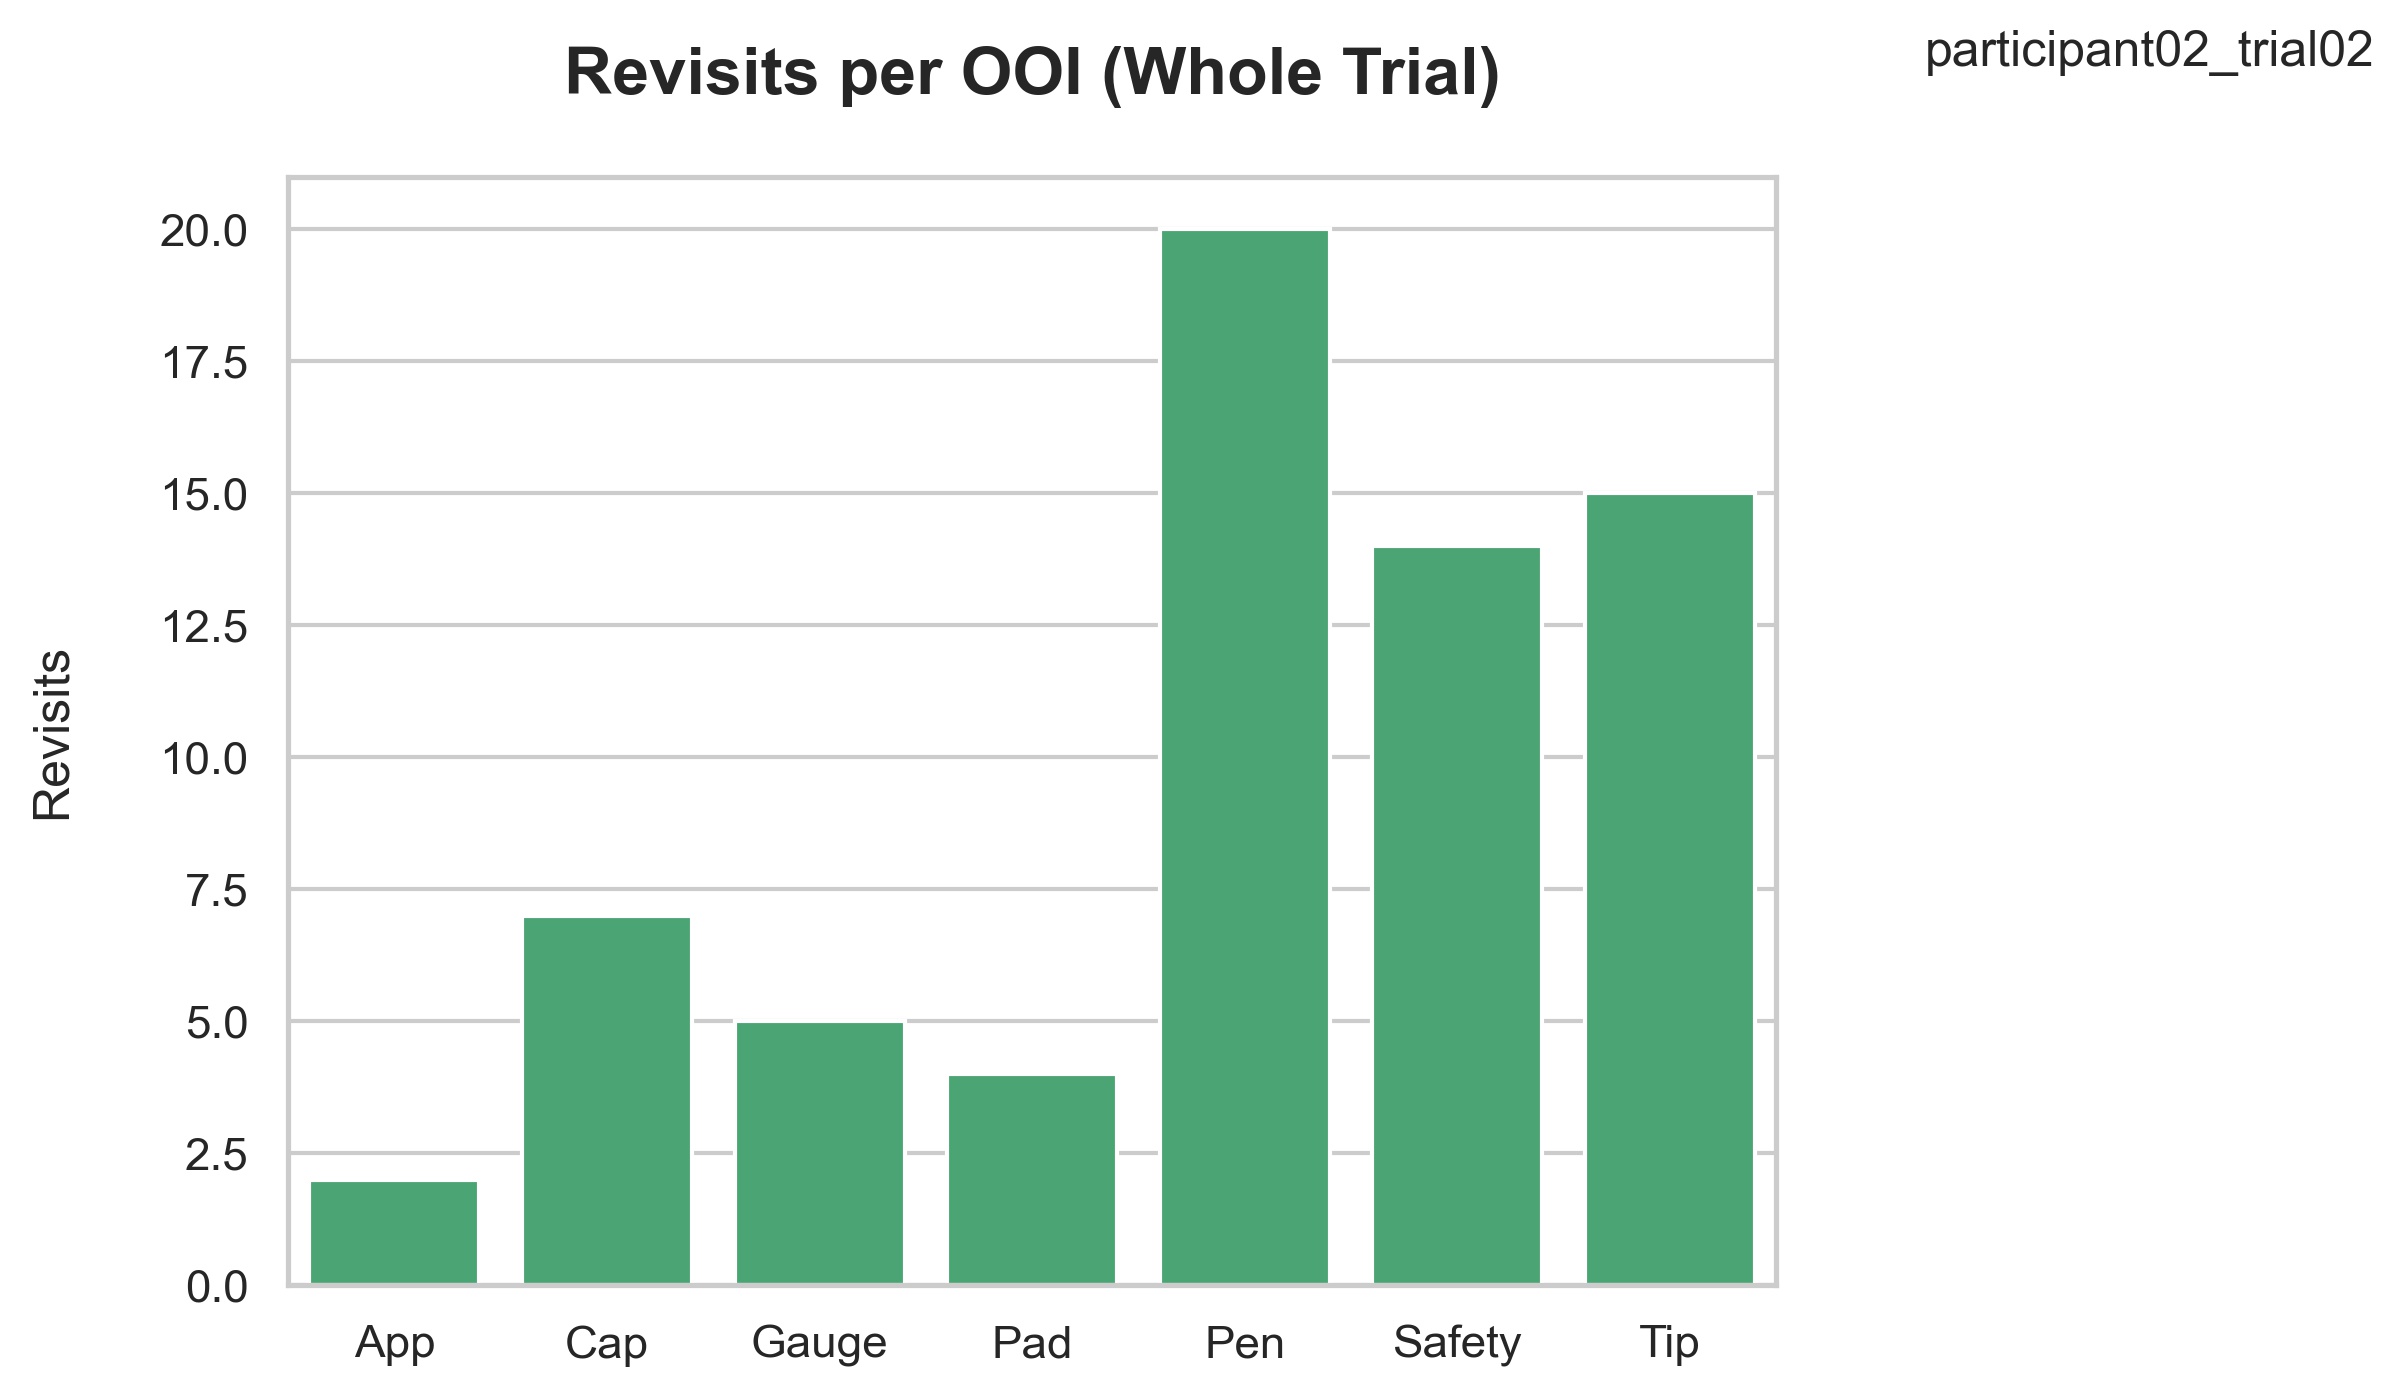 Revisits per OOI (Whole Trial)
participant02_trial02
Revisits
20.0
17.5
15.0
12.5
10.0
7.5
5.0
2.5
0.0
App Cap Gauge Pad Pen Safety Tip